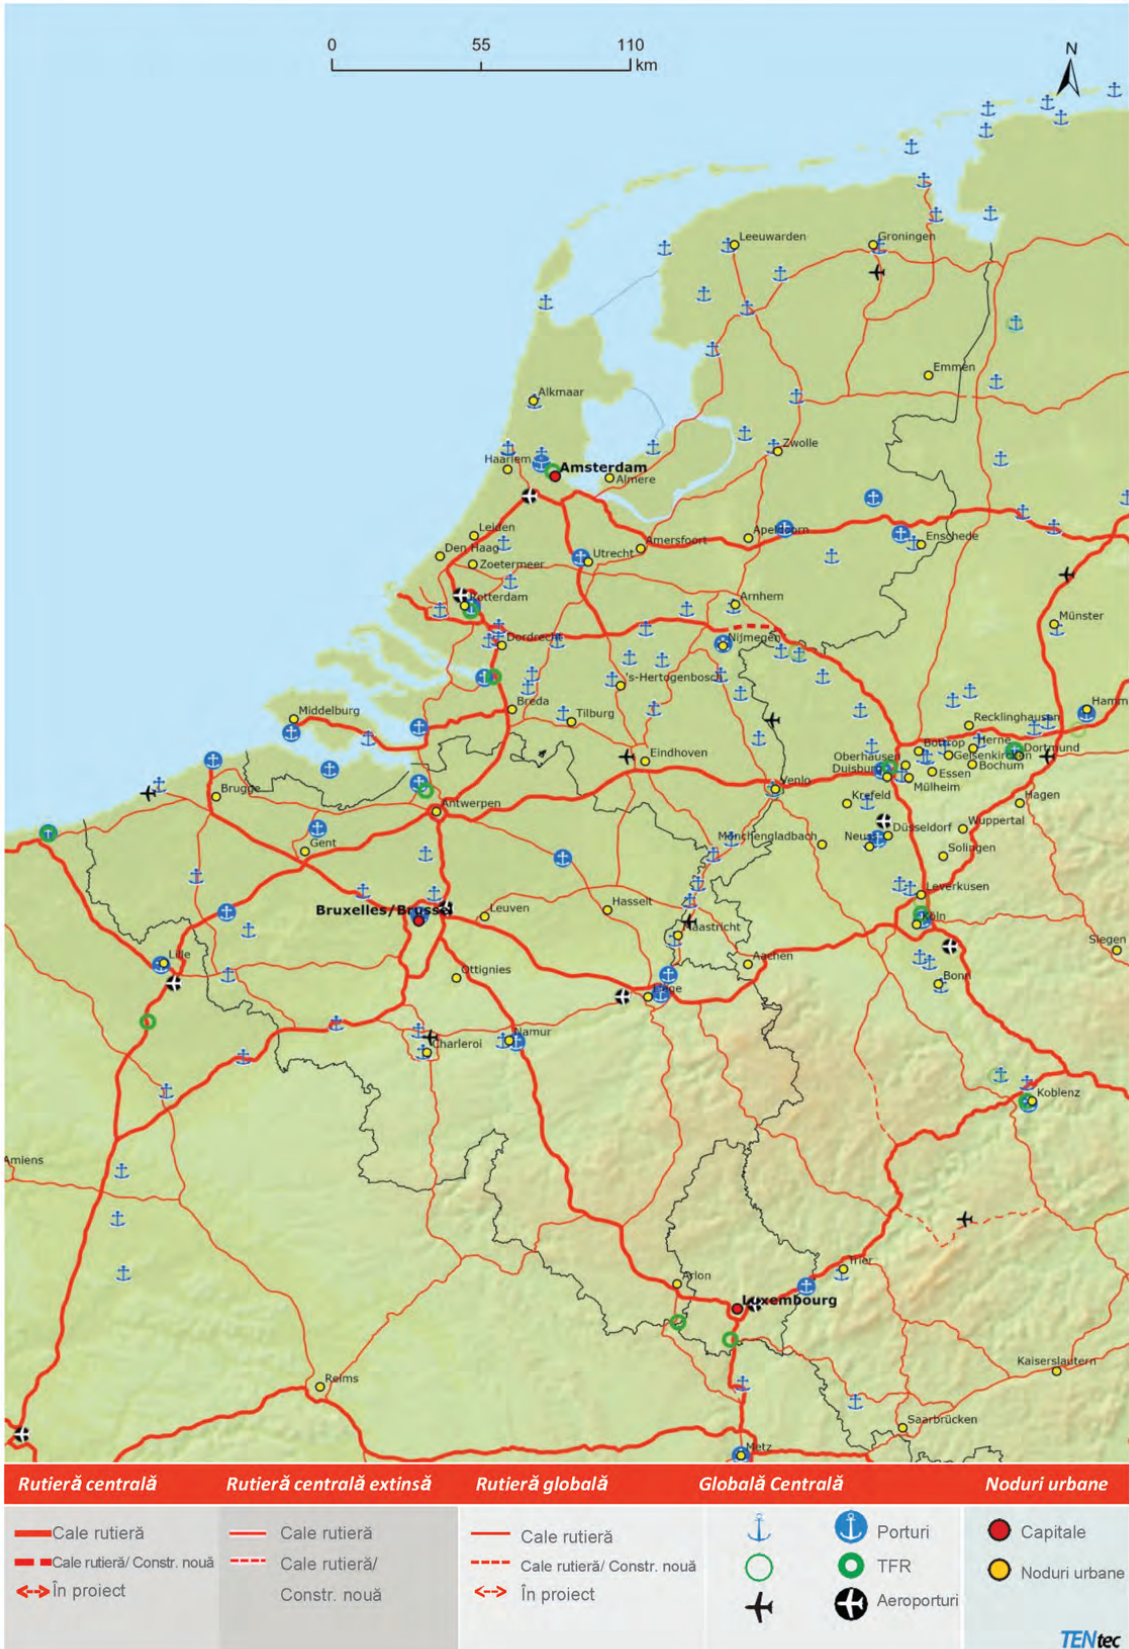 0 55 110
km
N
Leeuwarden
Groningen
Emmen
Alkmaar
Zwolle
Haarlem
Amsterdam
Almere
Leiden
Apeldoorn
Den Haag
Amersfoort
Enschede
Utrecht
Zoetermeer
Rotterdam
Arnhem
Münster
Dordrecht
Nijmegen
's-Hertogenbosch
Breda
Hamm
Middelburg
Tilburg
Recklinghausen
Herne
Bottrop
Dortmund
Eindhoven
Oberhausen
Gelsenkirchen
Duisburg
Bochum
Essen
Venlo
Mülheim
Brugge
Krefeld
Hagen
Antwerpen
Düsseldorf
Wuppertal
Mönchengladbach
Neuss
Gent
Solingen
Leverkusen
Hasselt
Bruxelles/Brussel
Leuven
Köln
Maastricht
Siegen
Lille
Aachen
Ottignies
Bonn
Liège
Namur
Charleroi
Koblenz
Amiens
Trier
Arlon
Luxembourg
Kaiserslautern
Reims
Saarbrücken
Metz
Rutieră centrală Rutieră centrală extinsă Rutieră globală Globală Centrală Noduri urbane
Cale rutieră
Cale rutieră/ Constr. nouă
În proiect
Cale rutieră
Cale rutieră/
Constr. nouă
Cale rutieră
Cale rutieră/ Constr. nouă
În proiect
Porturi
TFR
Aeroporturi
Capitale
Noduri urbane
TENtec